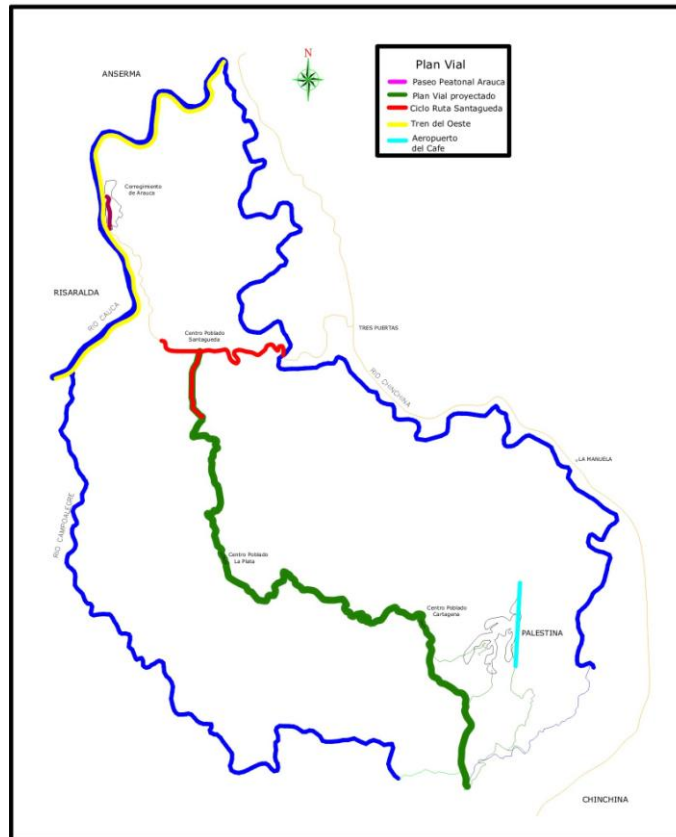 ANSERMA
N
Plan Vial
Paseo Peatonal Arauca
Plan Vial proyectado
Ciclo Ruta Santagueda
Tren del Oeste
Aeropuerto
del Cafe
Corregimiento
de Arauca
RISARALDA
RIO CAUCA
Centro Poblado
Santagueda
TRES PUERTAS
RIO CHINCHINA
LA MANUELA
RIO CAMPOALEGRE
Centro Poblado
La Plata
Centro Poblado
Cartagena
PALESTINA
CHINCHINA